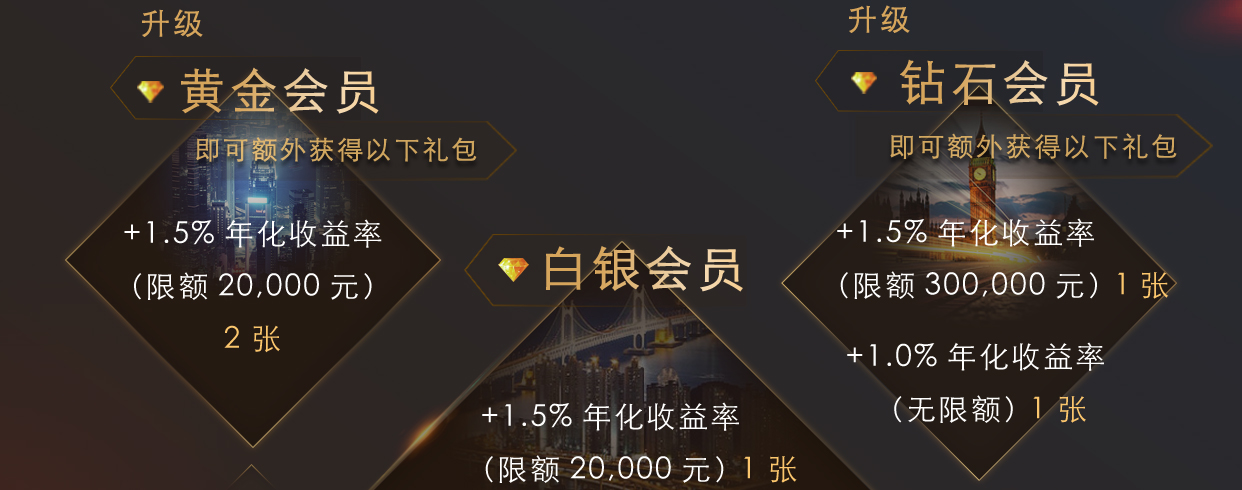 升级
黄金会员
即可额外获得以下礼包
+1.5% 年化收益率
(限额 20,000 元)
2 张
白银会员
+1.5% 年化收益率
(限额 20,000 元) 1 张
升级
钻石会员
即可额外获得以下礼包
+1.5% 年化收益率
(限额 300,000 元) 1 张
+1.0% 年化收益率
(无限额) 1 张